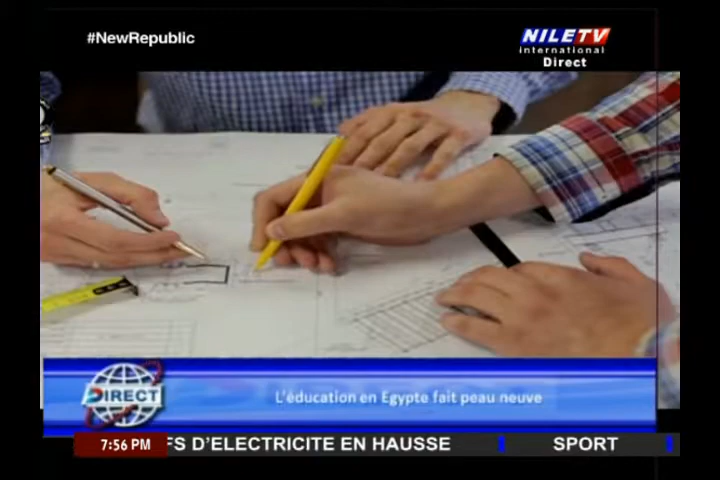 #NewRepublic
NILETV
international
Direct
DIRECT
L'éducation en Egypte fait peau neuve
7:56 PM
FS D'ELECTRICITE EN HAUSSE
SPORT